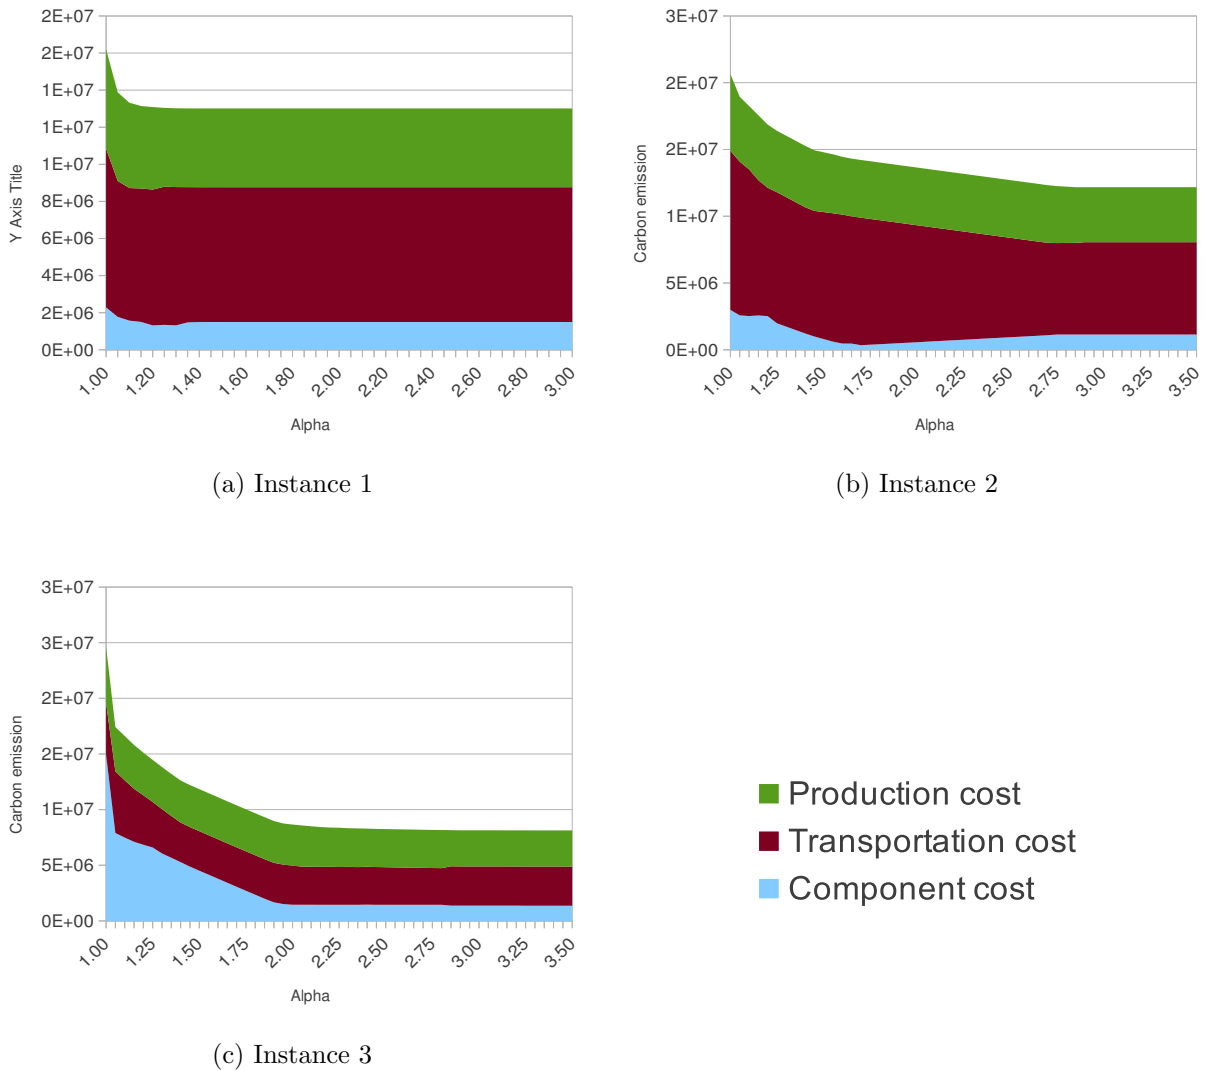 2E+07
2E+07
1E+07
1E+07
1E+07
8E+06
6E+06
4E+06
2E+06
0E+00
Y Axis Title
1.00 1.20 1.40 1.60 1.80 2.00 2.20 2.40 2.60 2.80 3.00
Alpha
(a) Instance 1
3E+07
2E+07
2E+07
1E+07
5E+06
0E+00
Carbon emission
1.00 1.25 1.50 1.75 2.00 2.25 2.50 2.75 3.00 3.25 3.50
Alpha
(b) Instance 2
3E+07
3E+07
2E+07
2E+07
1E+07
5E+06
0E+00
Carbon emission
1.00 1.25 1.50 1.75 2.00 2.25 2.50 2.75 3.00 3.25 3.50
Alpha
(c) Instance 3
Production cost
Transportation cost
Component cost